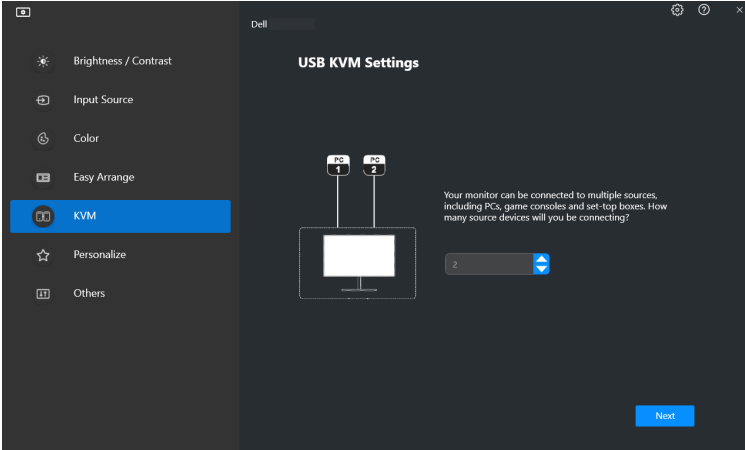 Dell
Brightness / Contrast
Input Source
Color
Easy Arrange
KVM
Personalize
Others
USB KVM Settings
PC
1
PC
2
Your monitor can be connected to multiple sources,
including PCs, game consoles and set-top boxes. How
many source devices will you be connecting?
2
Next